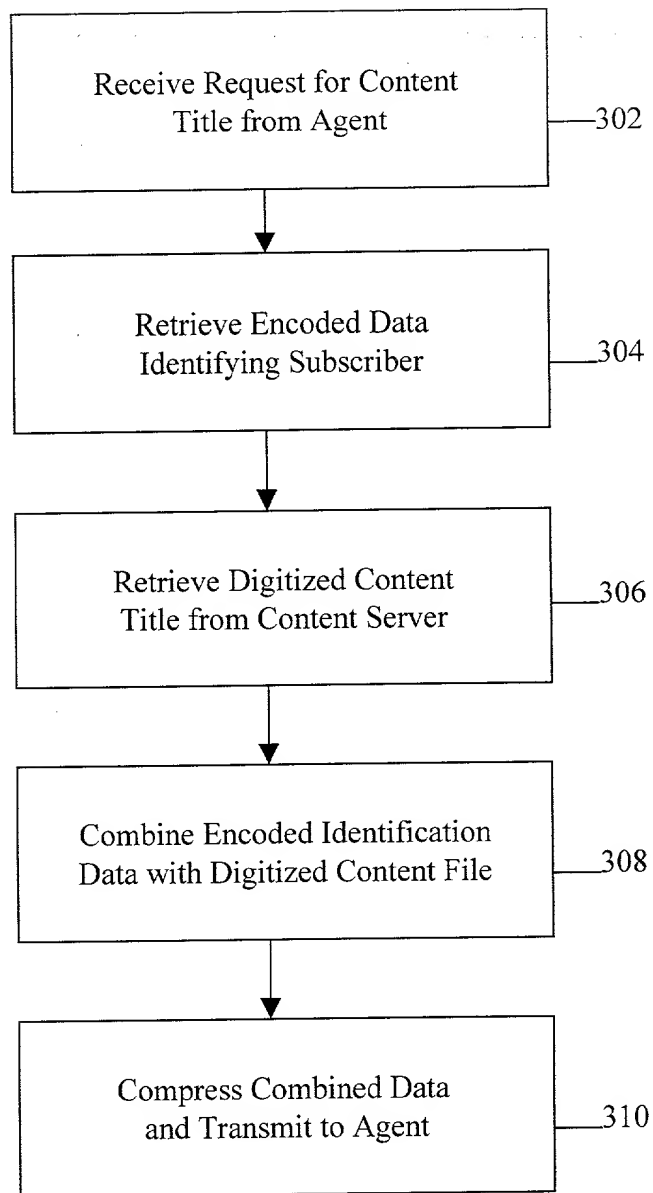 Receive Request for Content
Title from Agent
302
Retrieve Encoded Data
Identifying Subscriber
304
Retrieve Digitized Content
Title from Content Server
306
Combine Encoded Identification
Data with Digitized Content File
308
Compress Combined Data
and Transmit to Agent
310